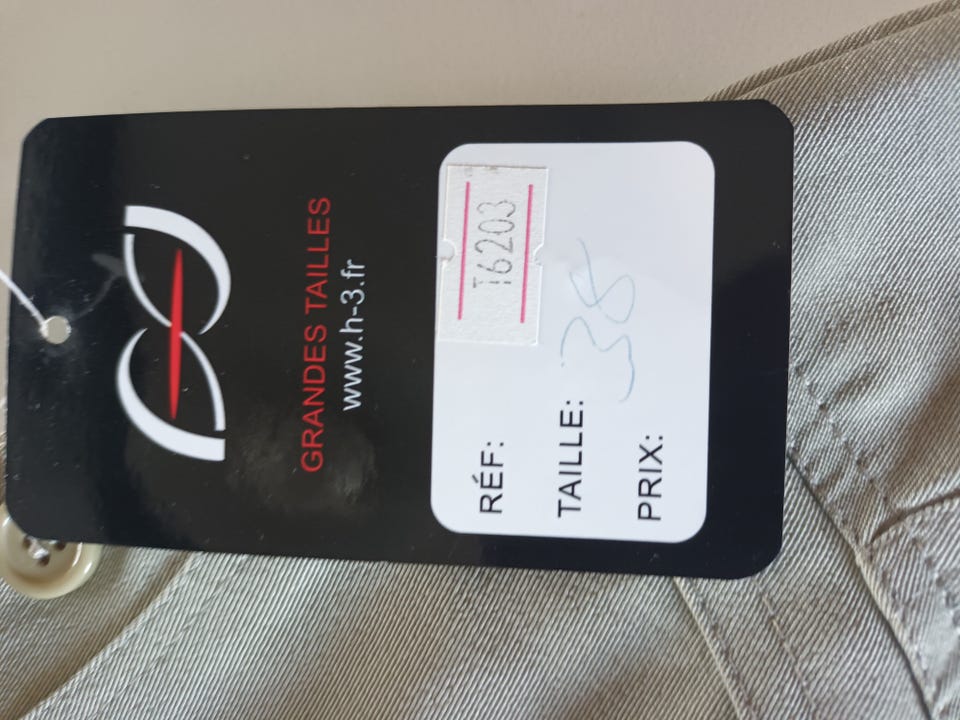 GRANDES TAILLES
www.h-3.fr
RÉF: T6203
TAILLE: 38
PRIX: